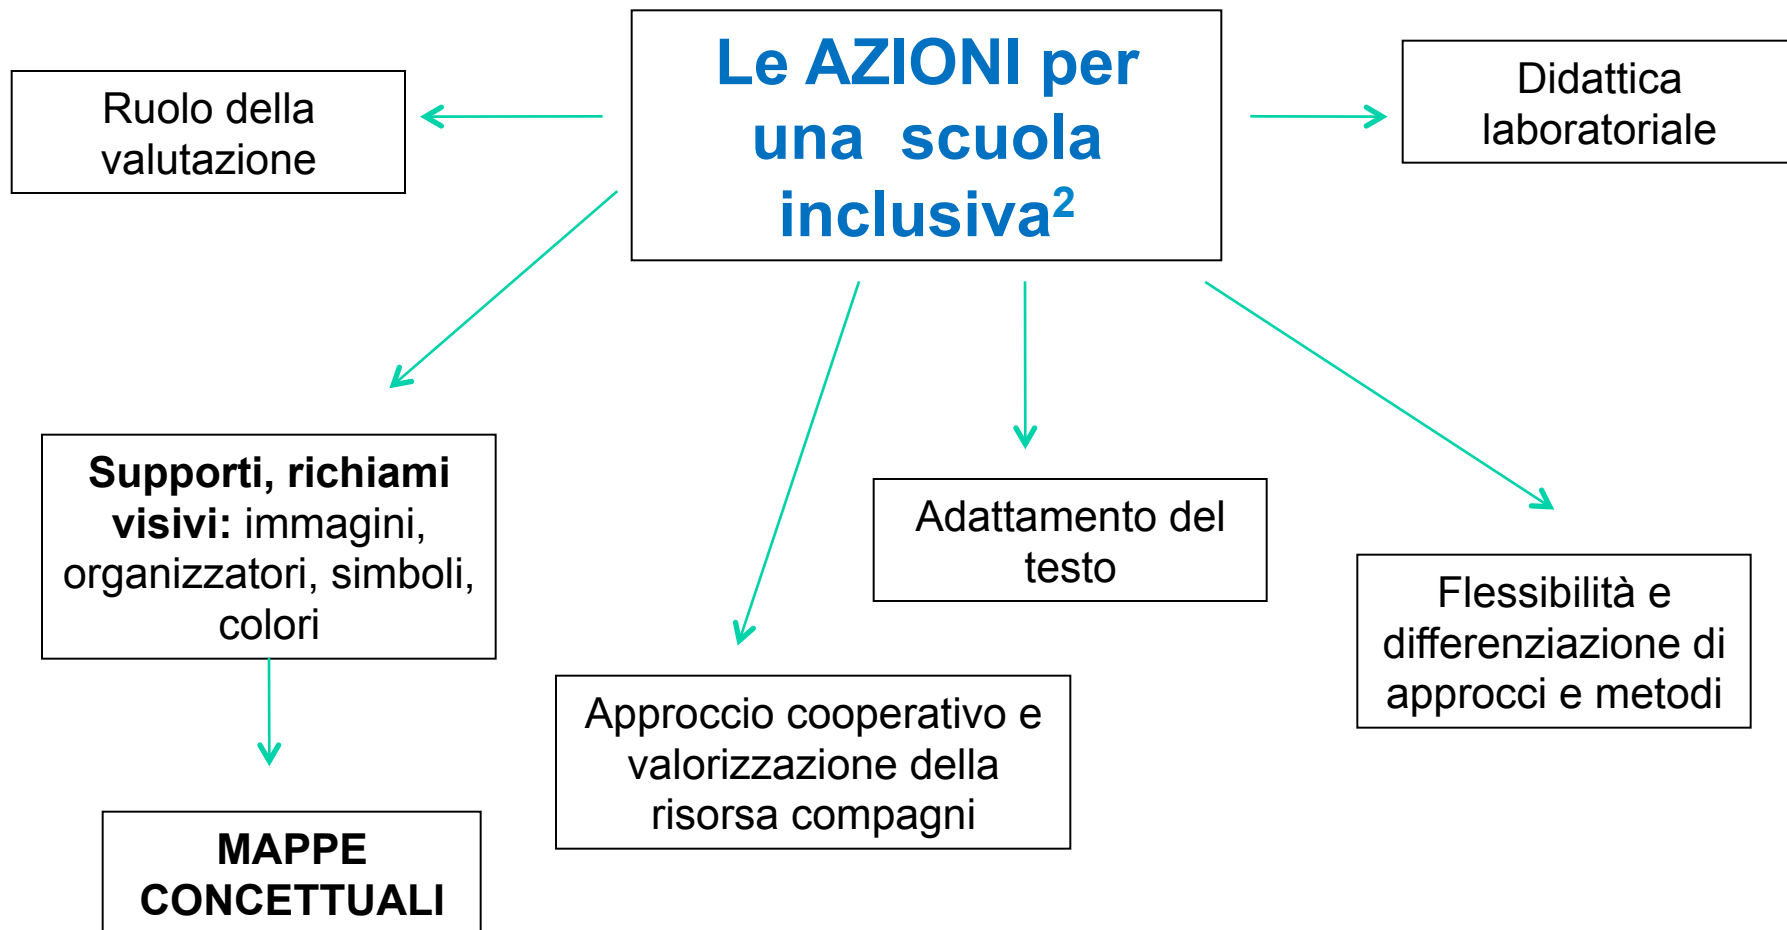 Le AZIONI per
una scuola
inclusiva²
Ruolo della
valutazione
Didattica
laboratoriale
Supporti, richiami
visivi: immagini,
organizzatori, simboli,
colori
Adattamento del
testo
Flessibilità e
differenziazione di
approcci e metodi
Approccio cooperativo e
valorizzazione della
risorsa compagni
MAPPE
CONCETTUALI